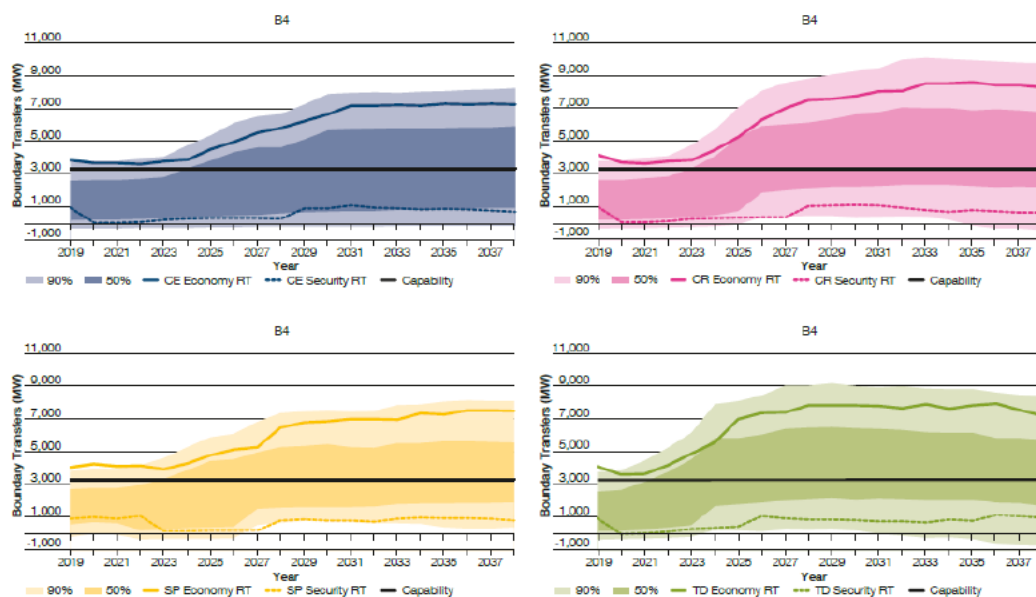 B4
11,000
9,000
7,000
5,000
3,000
1,000
-1,000
Boundary Transfers (MW)
2019 2021 2023 2025 2027 2029 2031 2033 2035 2037
Year
90% 50% CE Economy RT CE Security RT Capability
B4
11,000
9,000
7,000
5,000
3,000
1,000
-1,000
Boundary Transfers (MW)
2019 2021 2023 2025 2027 2029 2031 2033 2035 2037
Year
90% 50% CR Economy RT CR Security RT Capability
B4
11,000
9,000
7,000
5,000
3,000
1,000
-1,000
Boundary Transfers (MW)
2019 2021 2023 2025 2027 2029 2031 2033 2035 2037
Year
90% 50% SP Economy RT SP Security RT Capability
B4
11,000
9,000
7,000
5,000
3,000
1,000
-1,000
Boundary Transfers (MW)
2019 2021 2023 2025 2027 2029 2031 2033 2035 2037
Year
90% 50% TD Economy RT TD Security RT Capability